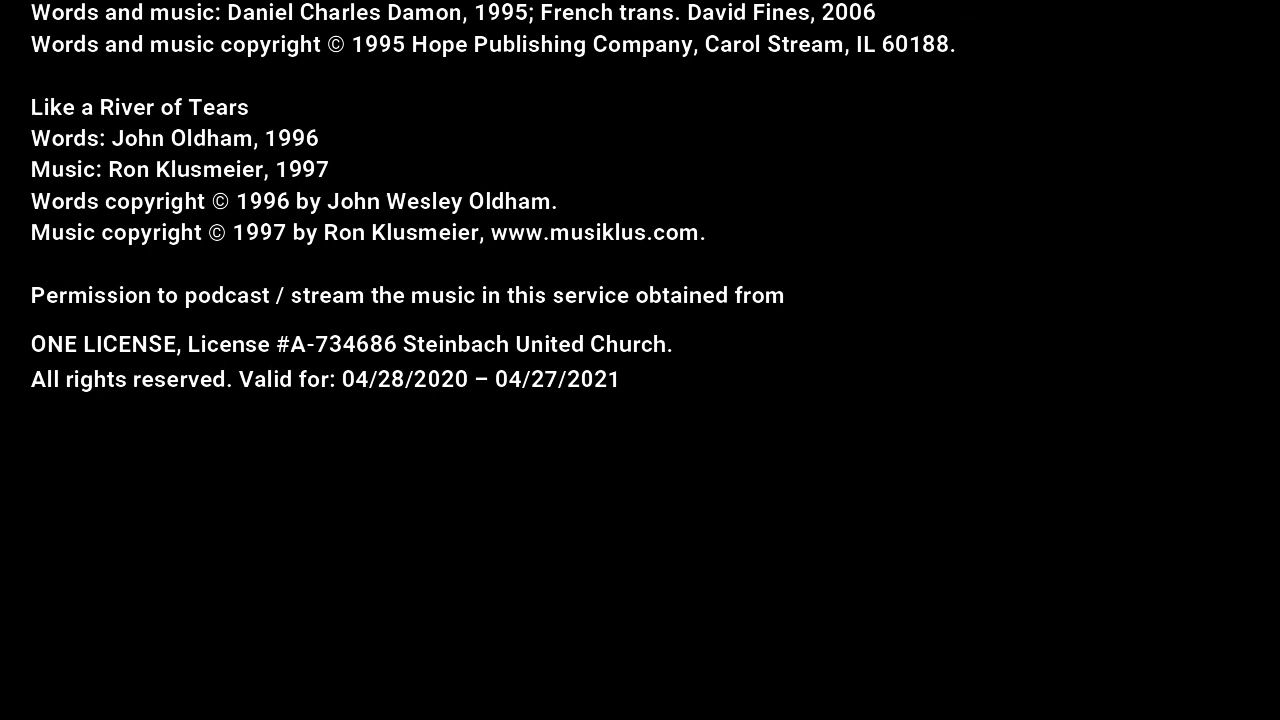 Words and music: Daniel Charles Damon, 1995; French trans. David Fines, 2006
Words and music copyright © 1995 Hope Publishing Company, Carol Stream, IL 60188.
Like a River of Tears
Words: John Oldham, 1996
Music: Ron Klusmeier, 1997
Words copyright © 1996 by John Wesley Oldham.
Music copyright © 1997 by Ron Klusmeier, www.musiklus.com.
Permission to podcast / stream the music in this service obtained from
ONE LICENSE, License #A-734686 Steinbach United Church.
All rights reserved. Valid for: 04/28/2020 – 04/27/2021